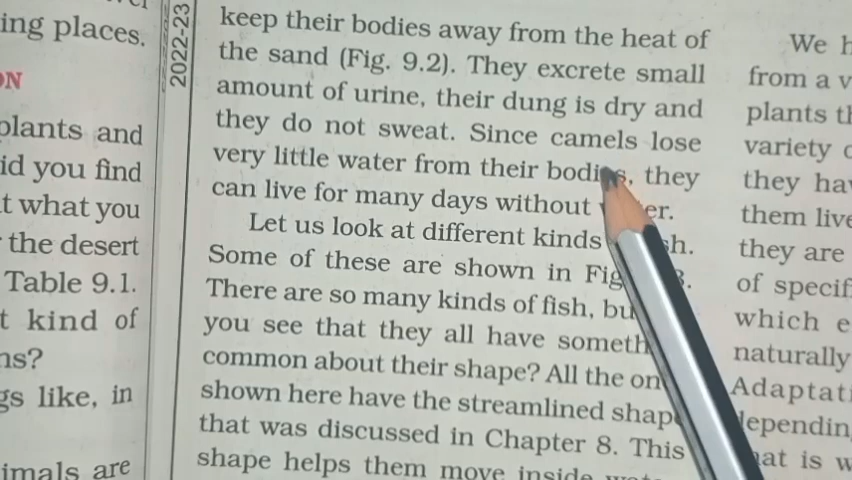 ing places.
ON
plants and
id you find
t what you
the desert
Table 9.1.
t kind of
ns?
gs like, in
imals are
2022-23
keep their bodies away from the heat of
the sand (Fig. 9.2). They excrete small
amount of urine, their dung is dry and
they do not sweat. Since camels lose
very little water from their bodies, they
can live for many days without
Let us look at different kinds
Some of these are shown in Fig
There are so many kinds of fish, bu
you see that they all have someth
common about their shape? All the on
shown here have the streamlined shap
that was discussed in Chapter 8. This
shape helps them move inside
We h
from a v
plants th
variety
they ha
them live
they are
of specif
which e
naturally
Adaptat
dependin
hat is w